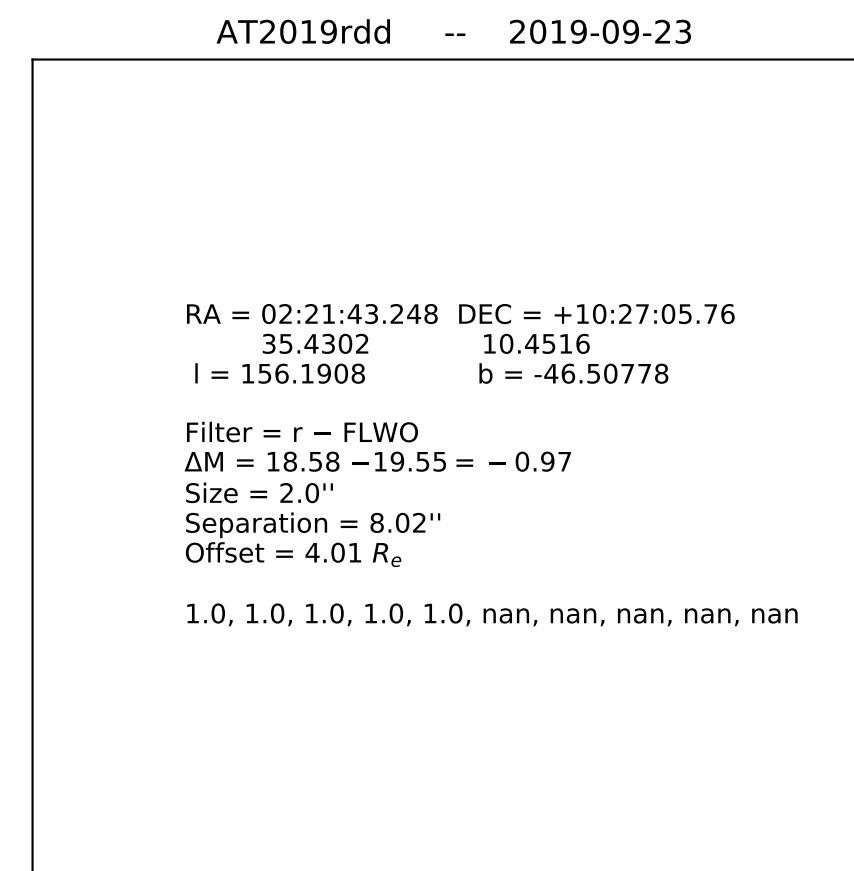 AT2019rdd -- 2019-09-23
RA = 02:21:43.248 DEC = +10:27:05.76
35.4302 10.4516
l = 156.1908 b = -46.50778
Filter = r − FLWO
ΔM = 18.58 −19.55 = − 0.97
Size = 2.0''
Separation = 8.02''
Offset = 4.01 Rₑ
1.0, 1.0, 1.0, 1.0, 1.0, nan, nan, nan, nan, nan